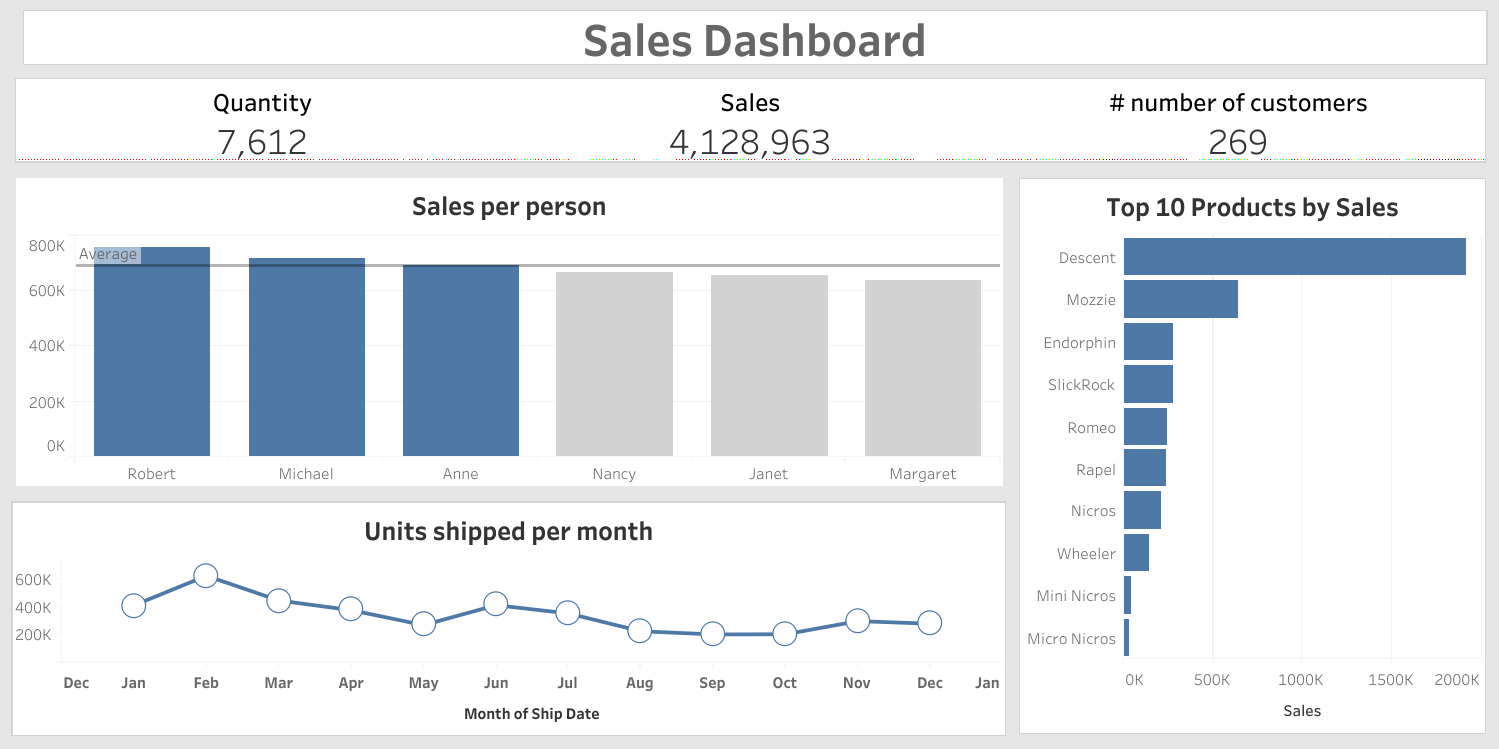 Sales Dashboard
Quantity
Sales
# number of customers
7,612
4,128,963
269
Sales per person
800K
600K
400K
200K
0K
Average
Robert
Michael
Anne
Nancy
Janet
Margaret
Units shipped per month
600K
400K
200K
Dec
Jan
Feb
Mar
Apr
May
Jun
Jul
Aug
Sep
Oct
Nov
Dec
Jan
Month of Ship Date
Top 10 Products by Sales
Descent
Mozzie
Endorphin
SlickRock
Romeo
Rapel
Nicros
Wheeler
Mini Nicros
Micro Nicros
0K
500K
1000K
1500K
2000K
Sales